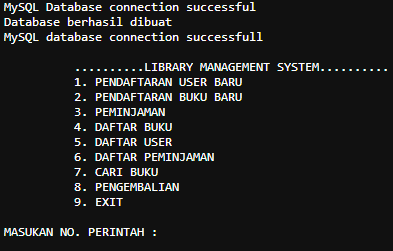 MySQL Database connection successful
Database berhasil dibuat
MySQL database connection successfull
..........LIBRARY MANAGEMENT SYSTEM..........
1. PENDAFTARAN USER BARU
2. PENDAFTARAN BUKU BARU
3. PEMINJAMAN
4. DAFTAR BUKU
5. DAFTAR USER
6. DAFTAR PEMINJAMAN
7. CARI BUKU
8. PENGEMBALIAN
9. EXIT
MASUKAN NO. PERINTAH :